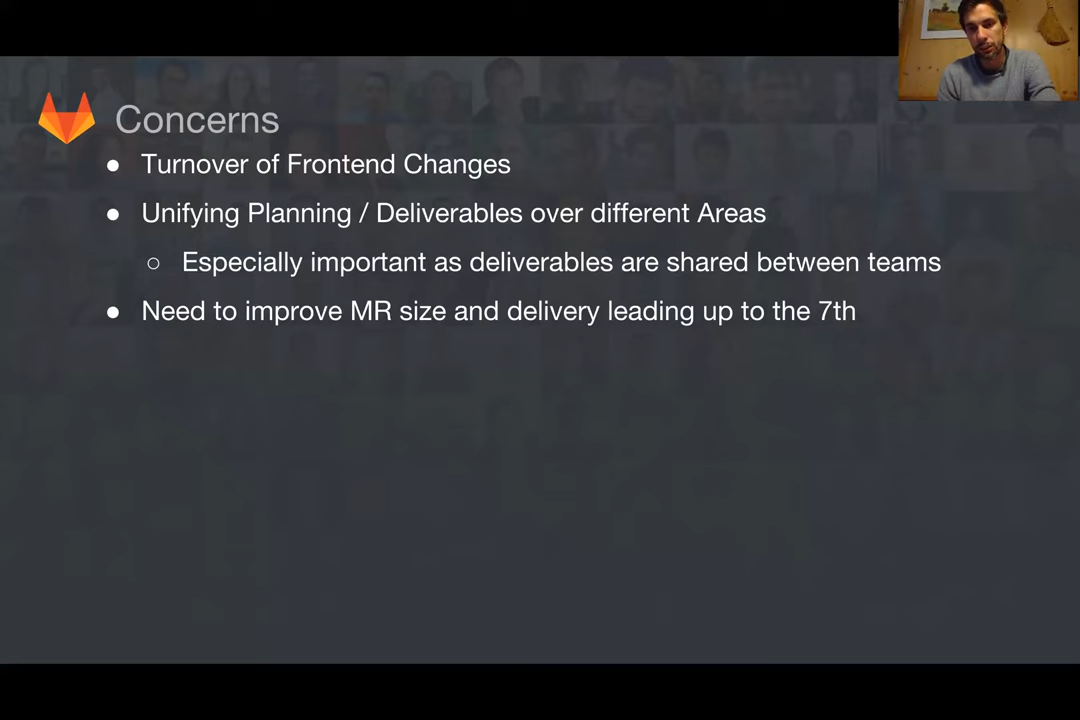 Concerns
● Turnover of Frontend Changes
● Unifying Planning / Deliverables over different Areas
○ Especially important as deliverables are shared between teams
● Need to improve MR size and delivery leading up to the 7th